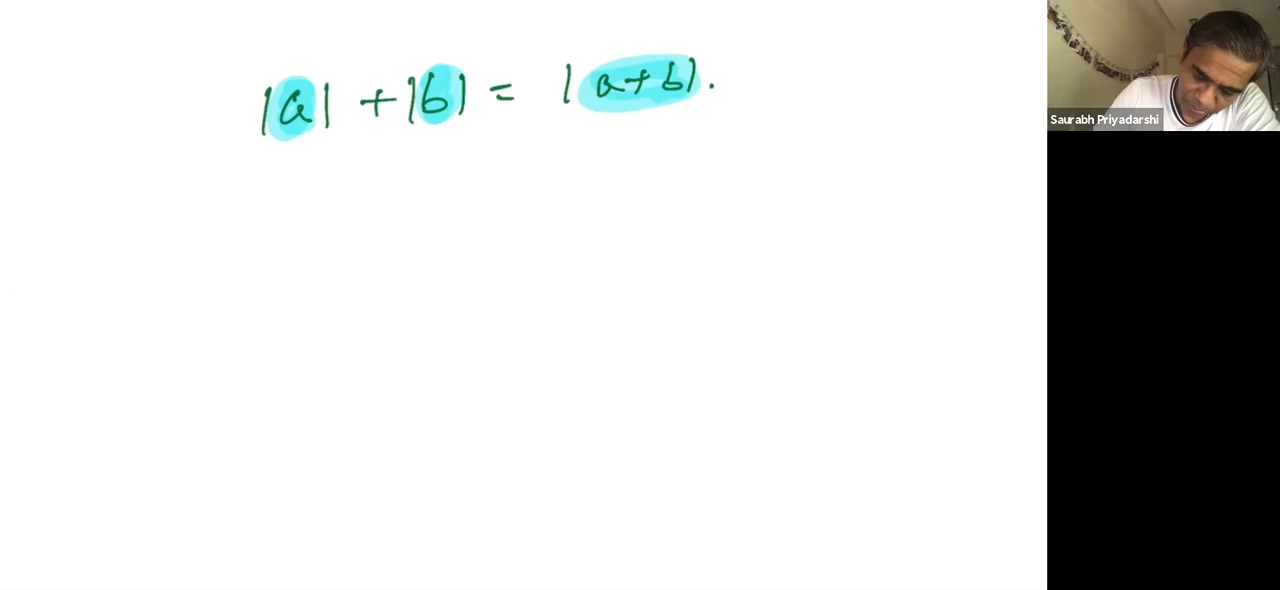 |a| + |b| = |a+b|.
Saurabh Priyadarshi